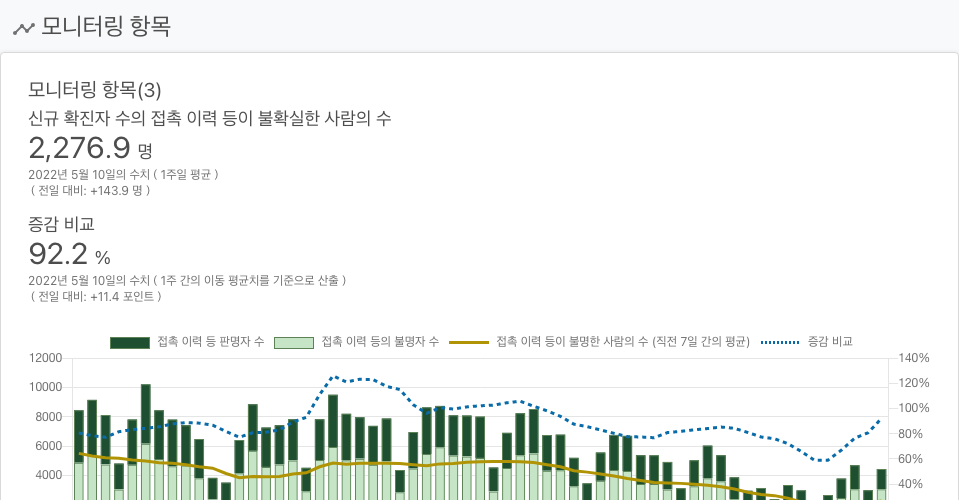 모니터링 항목
모니터링 항목(3)
신규 확진자 수의 접촉 이력 등이 불확실한 사람의 수
2,276.9 명
2022년 5월 10일의 수치 ( 1주일 평균 )
( 전일 대비: +143.9 명 )
증감 비교
92.2 %
2022년 5월 10일의 수치 ( 1주 간의 이동 평균치를 기준으로 산출 )
( 전일 대비: +11.4 포인트 )
접촉 이력 등 판명자 수 접촉 이력 등의 불명자 수 접촉 이력 등이 불명한 사람의 수 (직전 7일 간의 평균) 증감 비교
12000 140%
10000 120%
8000 100%
6000 80%
4000 60%
40%